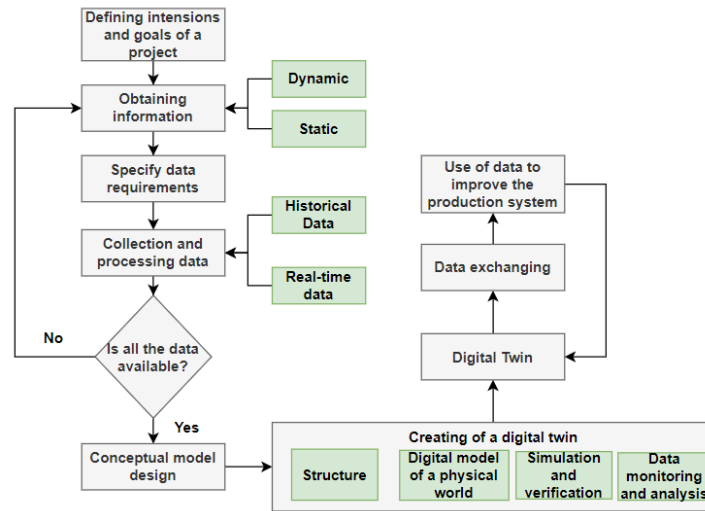 Defining intensions
and goals of a
project
Obtaining
information
Dynamic
Static
Specify data
requirements
Collection and
processing data
Historical
Data
Real-time
data
Is all the data
available?
No
Yes
Conceptual model
design
Creating of a digital twin
Structure
Digital model
of a physical
world
Simulation
and
verification
Data
monitoring
and analysis
Digital Twin
Data exchanging
Use of data to
improve the
production system